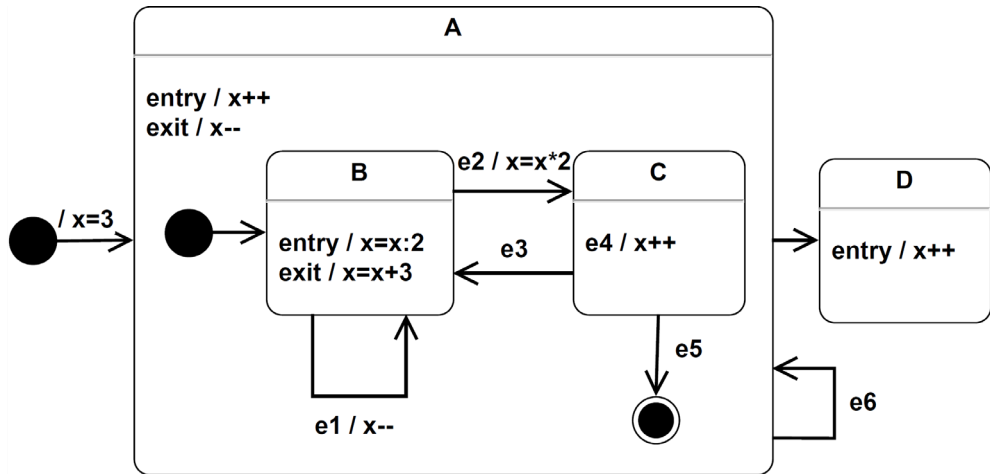 A
entry / x++
exit / x--
B
e2 / x=x*2
C
D
/ x=3
entry / x=x:2
exit / x=x+3
e4 / x++
e3
entry / x++
e5
e6
e1 / x--